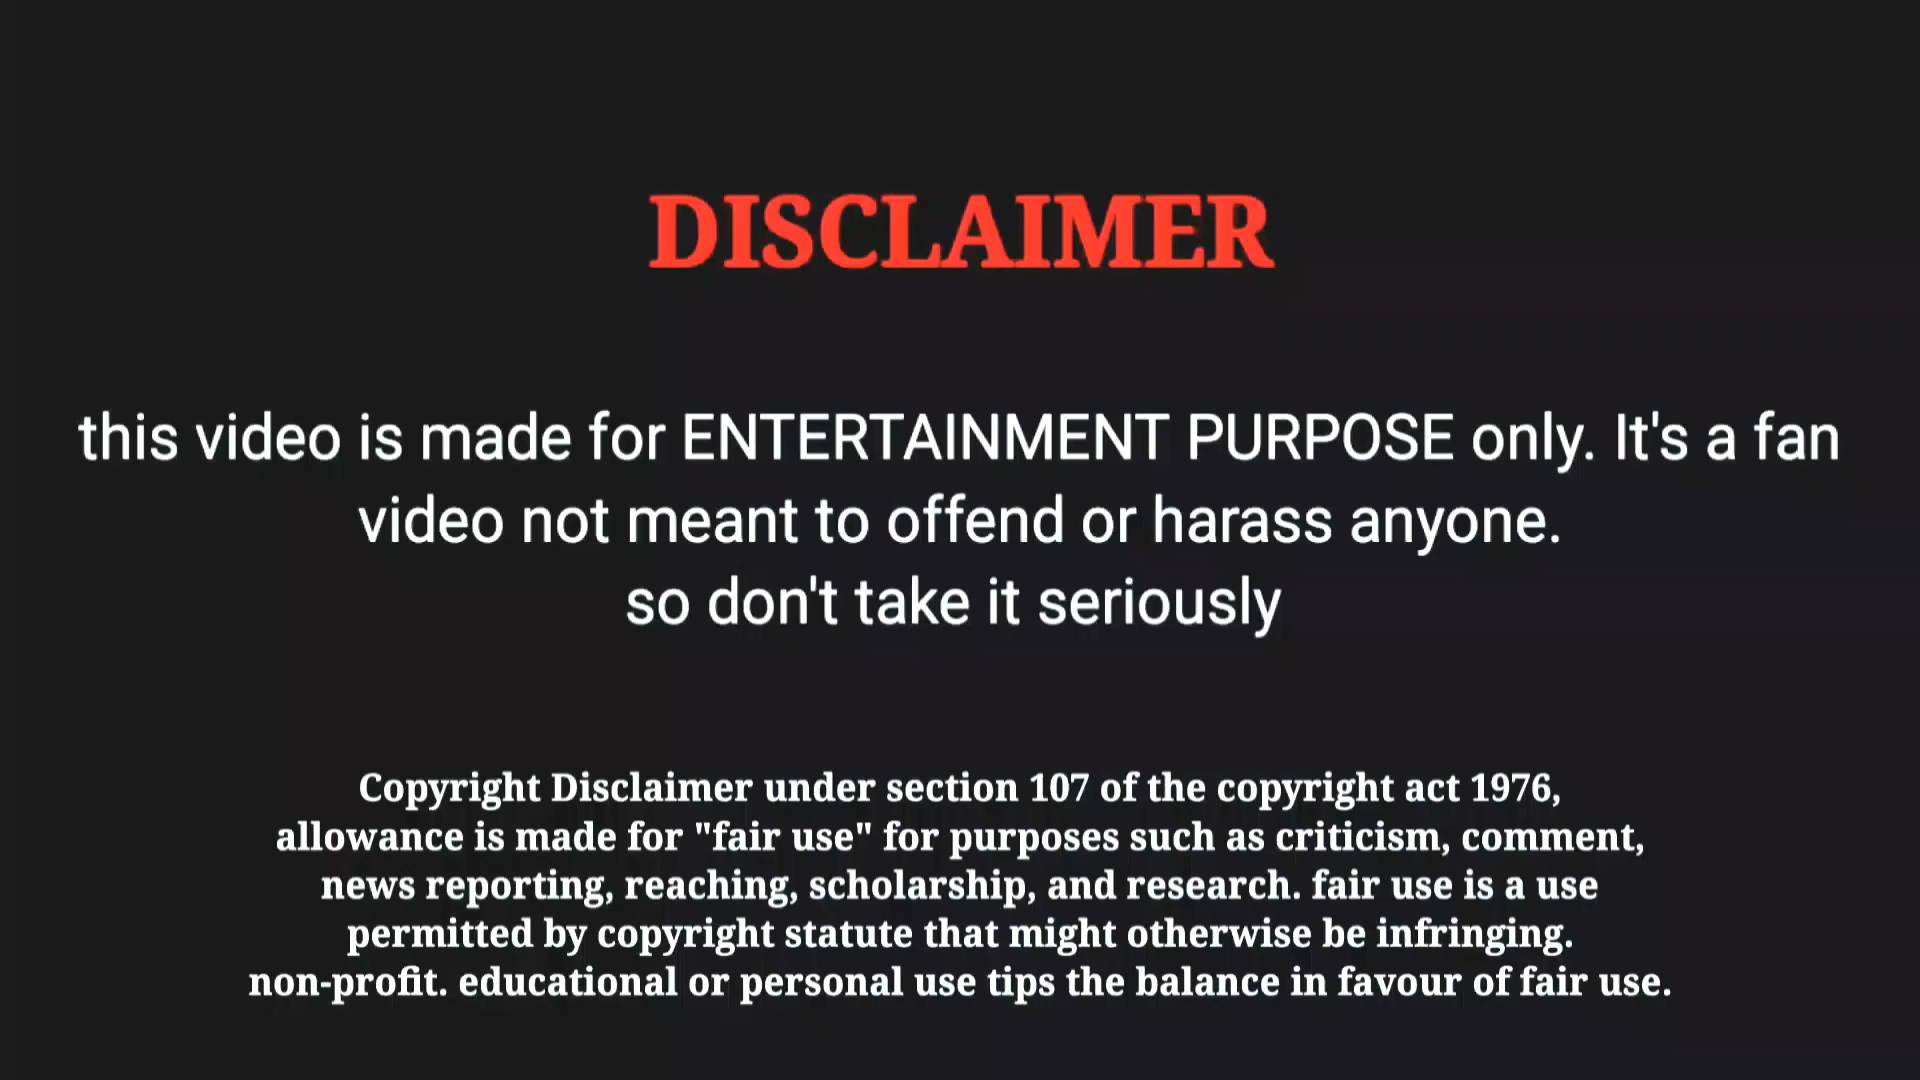 DISCLAIMER
this video is made for ENTERTAINMENT PURPOSE only. It's a fan
video not meant to offend or harass anyone.
so don't take it seriously
Copyright Disclaimer under section 107 of the copyright act 1976,
allowance is made for "fair use" for purposes such as criticism, comment,
news reporting, reaching, scholarship, and research. fair use is a use
permitted by copyright statute that might otherwise be infringing.
non-profit. educational or personal use tips the balance in favour of fair use.